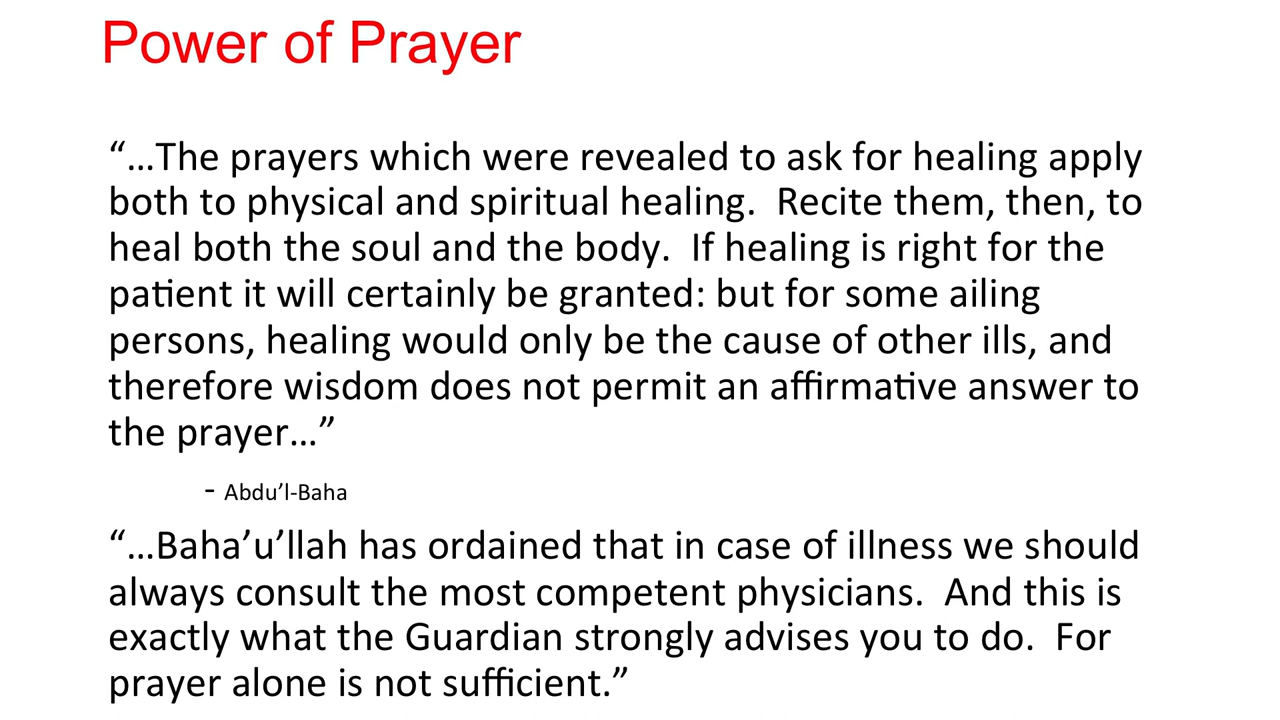 Power of Prayer
“…The prayers which were revealed to ask for healing apply
both to physical and spiritual healing.  Recite them, then, to
heal both the soul and the body.  If healing is right for the
patient it will certainly be granted: but for some ailing
persons, healing would only be the cause of other ills, and
therefore wisdom does not permit an affirmative answer to
the prayer…”
- Abdu’l-Baha
“…Baha’u’llah has ordained that in case of illness we should
always consult the most competent physicians.  And this is
exactly what the Guardian strongly advises you to do.  For
prayer alone is not sufficient.”